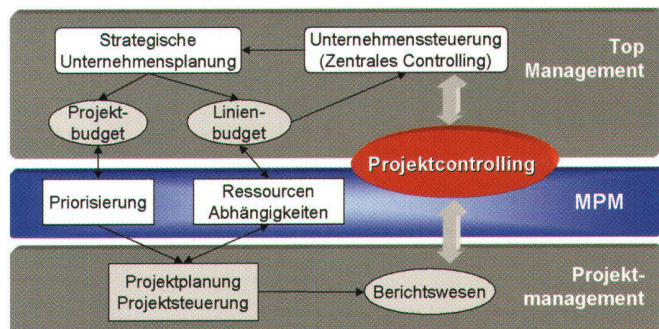 Strategische
Unternehmensplanung
Unternehmenssteuerung
(Zentrales Controlling)
Top
Management
Projekt-
budget
Linien-
budget
Projektcontrolling
Priorisierung
Ressourcen
Abhängigkeiten
MPM
Projektplanung
Projektsteuerung
Berichtswesen
Projekt-
management